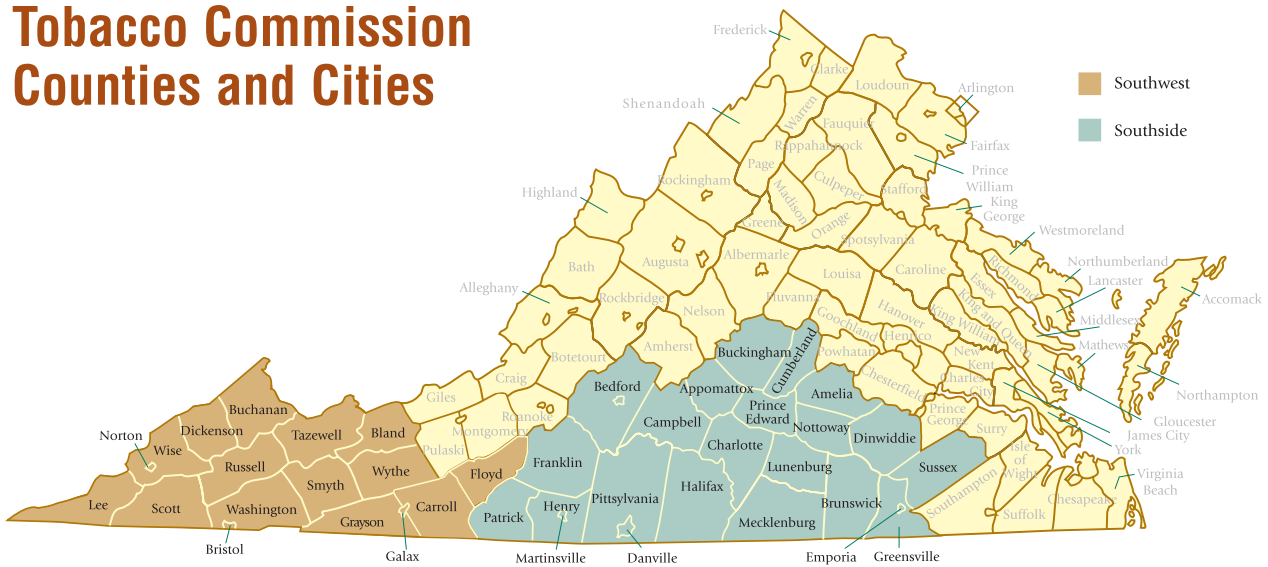 Tobacco Commission
Counties and Cities
Southwest
Southside
Frederick
Clarke
Loudoun
Arlington
Shenandoah
Warren
Fauquier
Fairfax
Rappahannock
Page
Prince
William
Rockingham
Culpeper
Stafford
Madison
King
George
Highland
Greene
Orange
Spotsylvania
Westmoreland
Bath
Augusta
Albermarle
Louisa
Caroline
Richmond
Northumberland
Essex
Lancaster
Accomack
Alleghany
Rockbridge
Nelson
Fluvanna
Goochland
Hanover
King and Queen
King William
Middlesex
Henrico
Mathews
Botetourt
Amherst
Buckingham
Cumberland
Powhatan
New
Kent
Craig
Giles
Bedford
Appomattox
Amelia
Chesterfield
Charles
City
Northampton
Gloucester
James City
York
Buchanan
Dickenson
Tazewell
Bland
Pulaski
Montgomery
Roanoke
Campbell
Prince
Edward
Nottoway
Prince
George
Surry
Norton
Wise
Russell
Wythe
Floyd
Franklin
Charlotte
Dinwiddie
Isle
of
Wight
Smyth
Lunenburg
Sussex
Southampton
Virginia
Beach
Lee
Scott
Washington
Grayson
Carroll
Patrick
Henry
Pittsylvania
Halifax
Mecklenburg
Brunswick
Suffolk
Chesapeake
Bristol
Galax
Martinsville
Danville
Emporia
Greensville